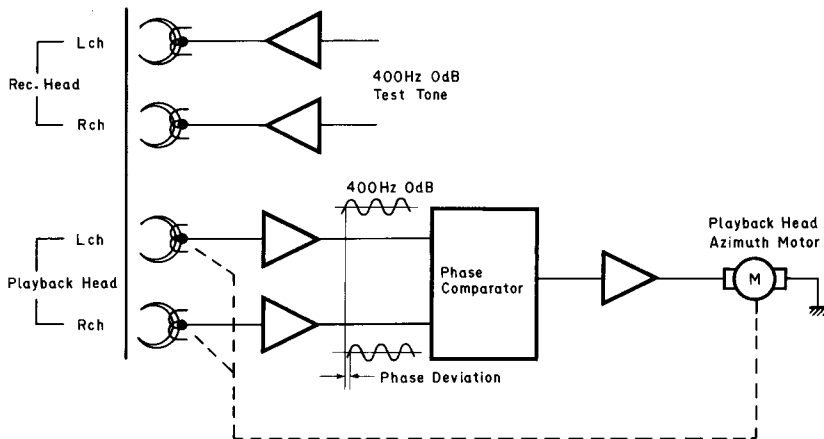 Lch
Rec. Head
Rch
400Hz 0dB
Test Tone
400Hz 0dB
Lch
Playback Head
Rch
Phase
Comparator
Phase Deviation
Playback Head
Azimuth Motor
M